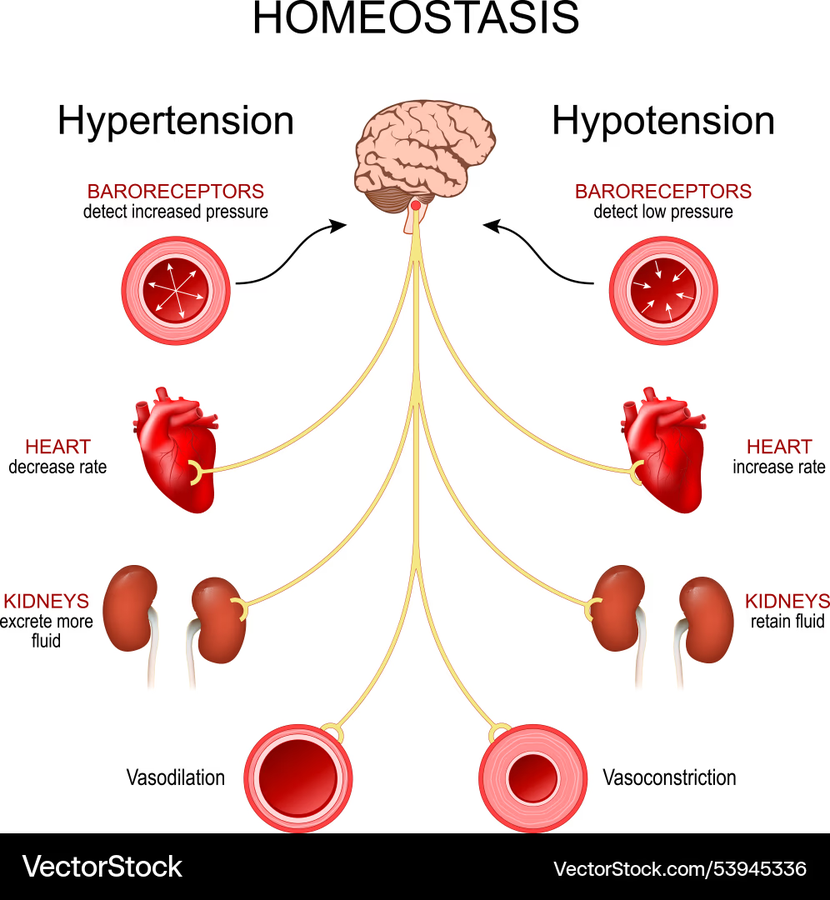 HOMEOSTASIS
Hypertension
Hypotension
BARORECEPTORS
detect increased pressure
BARORECEPTORS
detect low pressure
HEART
decrease rate
HEART
increase rate
KIDNEYS
excrete more
fluid
KIDNEYS
retain fluid
Vasodilation
Vasoconstriction
VectorStock
VectorStock.com/53945336